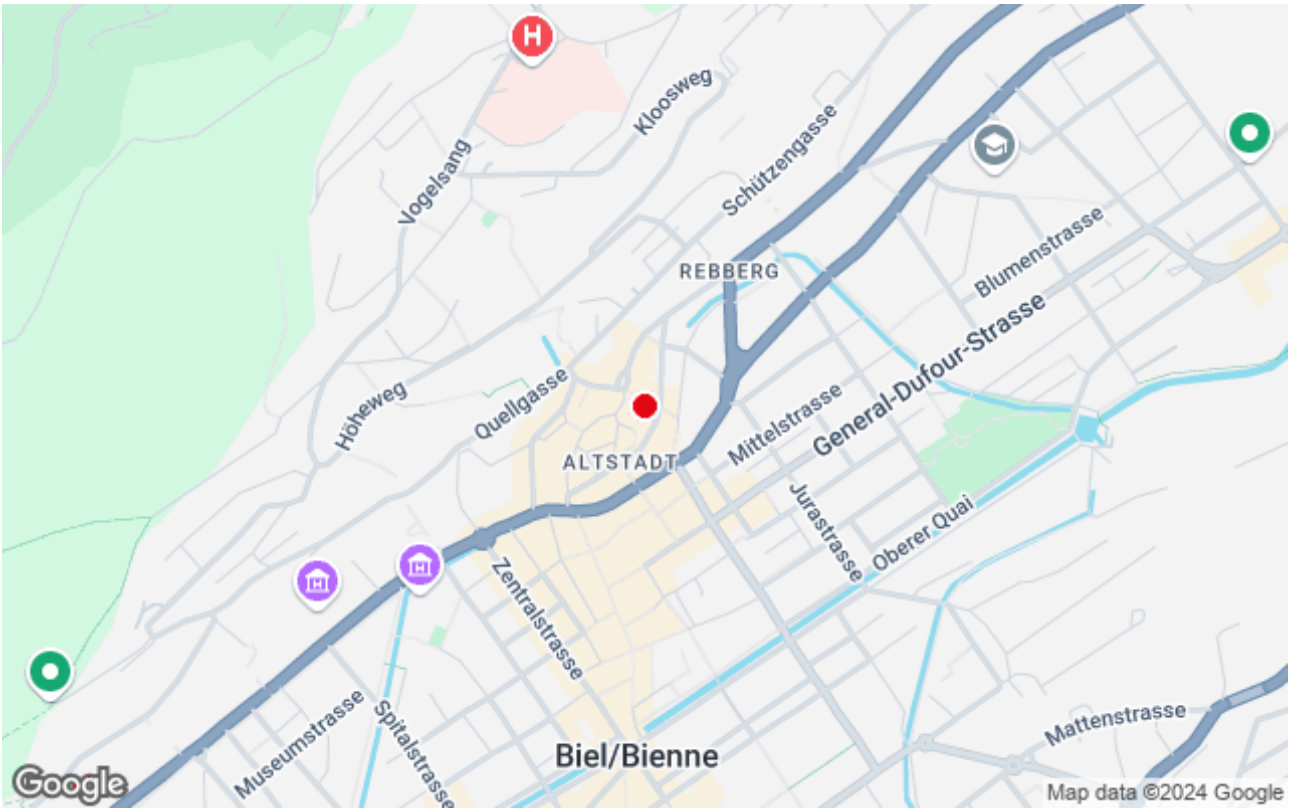 H
Kloosweg
Vogelsang
Schützengasse
REBBERG
Blumenstrasse
General-Dufour-Strasse
Höheweg
Quellgasse
Mittelstrasse
ALTSTADT
Jurastrasse
Oberer Quai
Zentralstrasse
Museumstrasse
Spitalstrasse
Mattenstrasse
Biel/Bienne
Google
Map data ©2024 Google